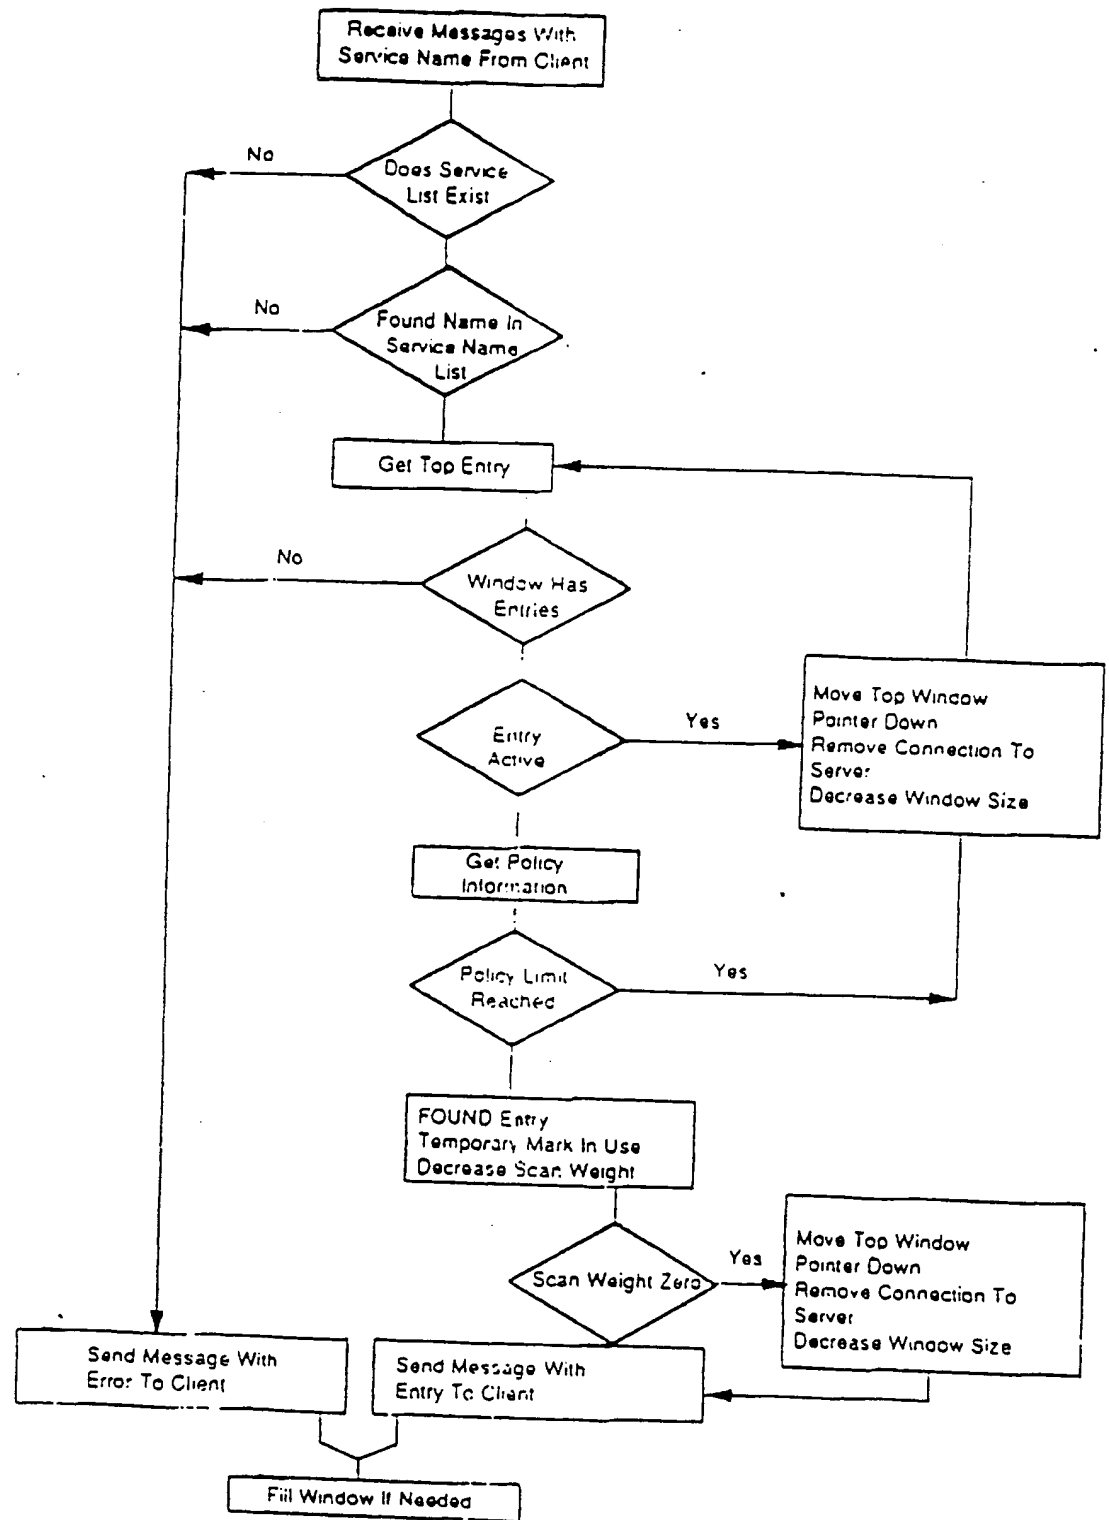 Receive Messages With
Service Name From Client
No
Does Service
List Exist
No
Found Name In
Service Name
List
Get Top Entry
No
Window Has
Entries
Entry
Active
Yes
Move Top Window
Pointer Down
Remove Connection To
Server
Decrease Window Size
Get Policy
Information
Policy Limit
Reached
Yes
FOUND Entry
Temporary Mark In Use
Decrease Scan Weight
Scan Weight Zero
Yes
Move Top Window
Pointer Down
Remove Connection To
Server
Decrease Window Size
Send Message With
Error To Client
Send Message With
Entry To Client
Fill Window If Needed